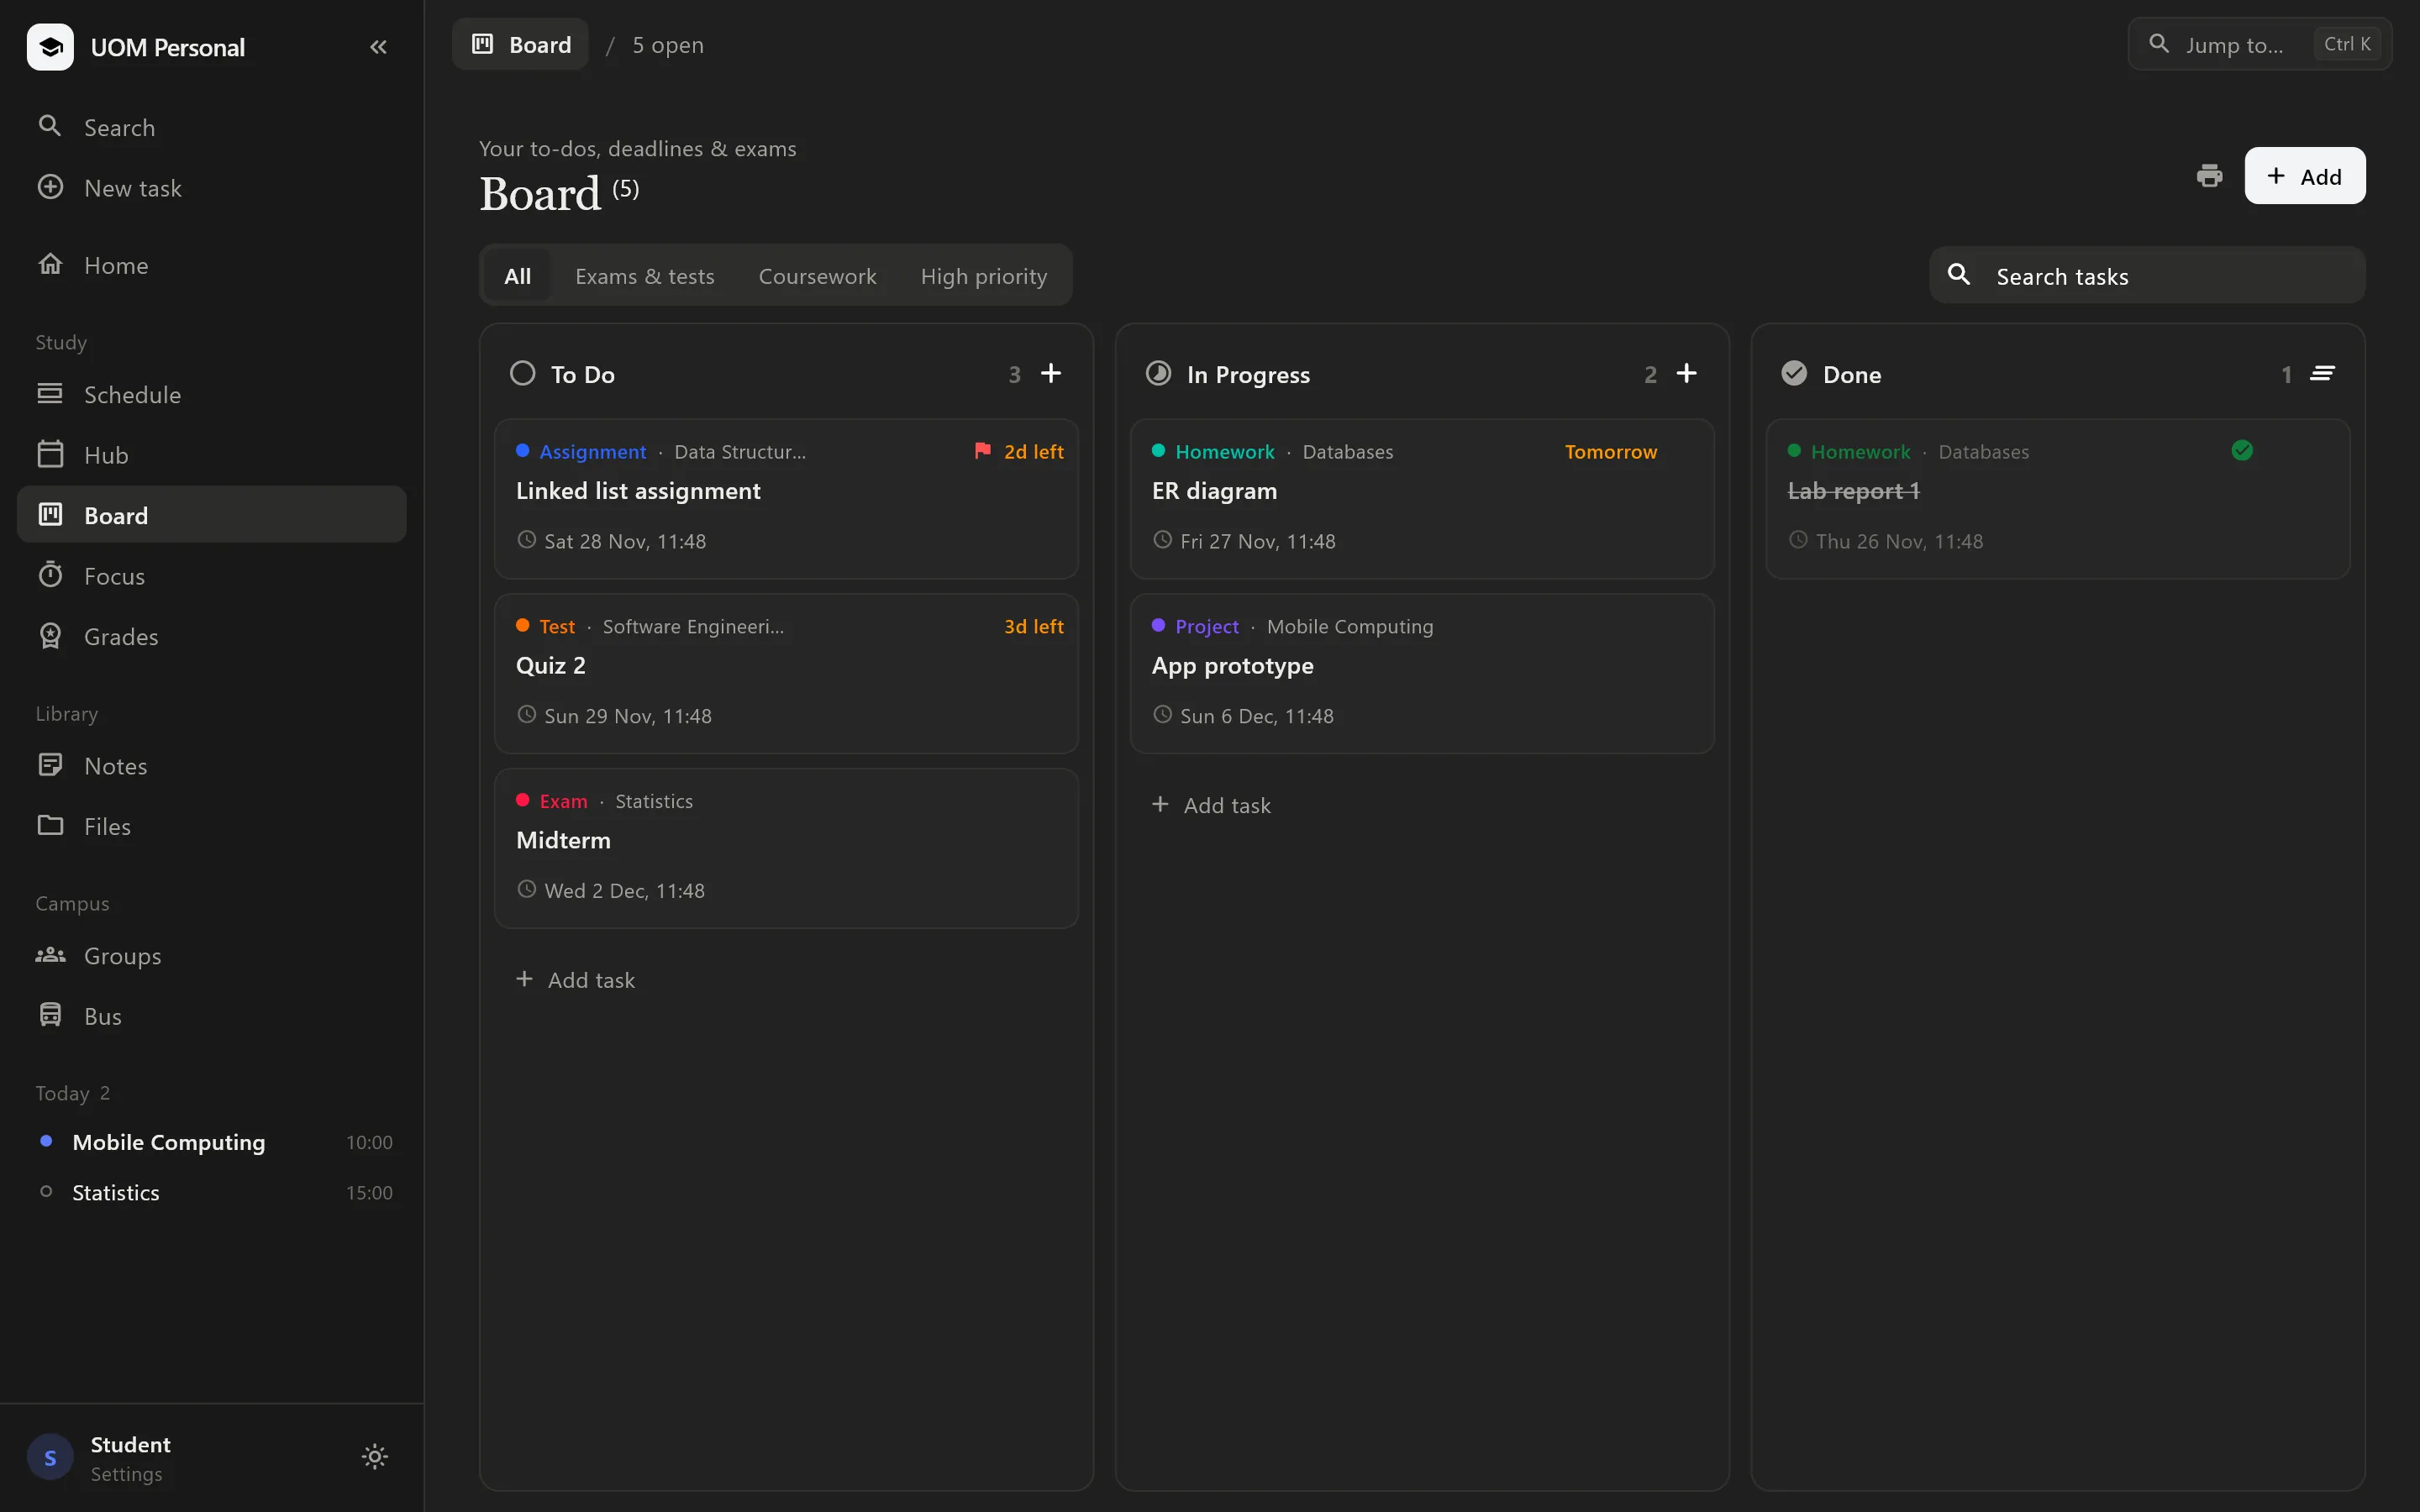 UOM Personal
Search
New task
Home
Study
Schedule
Hub
Board
Focus
Grades
Library
Notes
Files
Campus
Groups
Bus
Today 2
Mobile Computing 10:00
Statistics 15:00
S
Student
Settings
Board / 5 open
Jump to... Ctrl K
Your to-dos, deadlines & exams
Board (5)
+ Add
All Exams & tests Coursework High priority
Search tasks
To Do 3 +
Assignment · Data Structur... 2d left
Linked list assignment
Sat 28 Nov, 11:48
Test · Software Engineeri... 3d left
Quiz 2
Sun 29 Nov, 11:48
Exam · Statistics
Midterm
Wed 2 Dec, 11:48
+ Add task
In Progress 2 +
Homework · Databases Tomorrow
ER diagram
Fri 27 Nov, 11:48
Project · Mobile Computing
App prototype
Sun 6 Dec, 11:48
+ Add task
Done 1
Homework · Databases
Lab report 1
Thu 26 Nov, 11:48